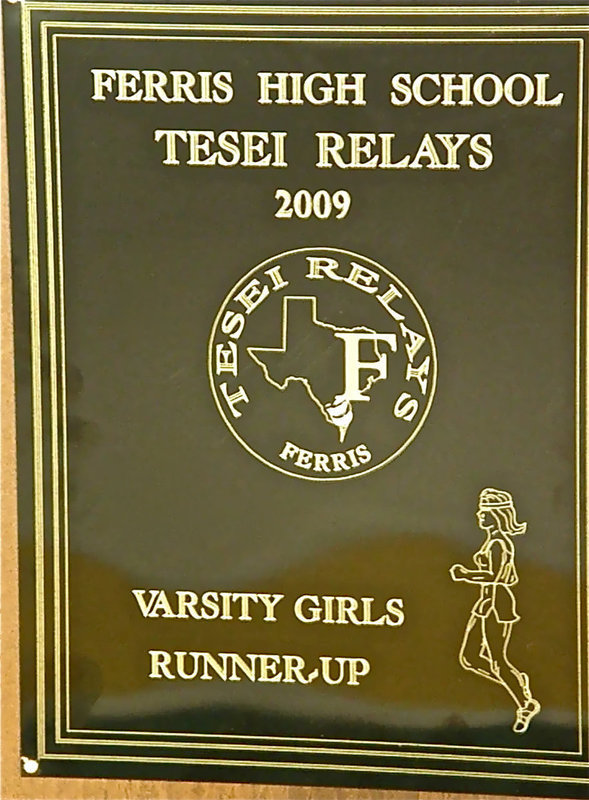 FERRIS HIGH SCHOOL
TESEI RELAYS
2009
TESEI RELAYS
F
FERRIS
VARSITY GIRLS
RUNNER-UP